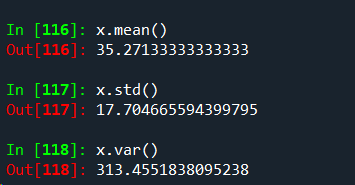 In [116]: x.mean()
Out[116]: 35.27133333333333
In [117]: x.std()
Out[117]: 17.704665594399795
In [118]: x.var()
Out[118]: 313.4551838095238